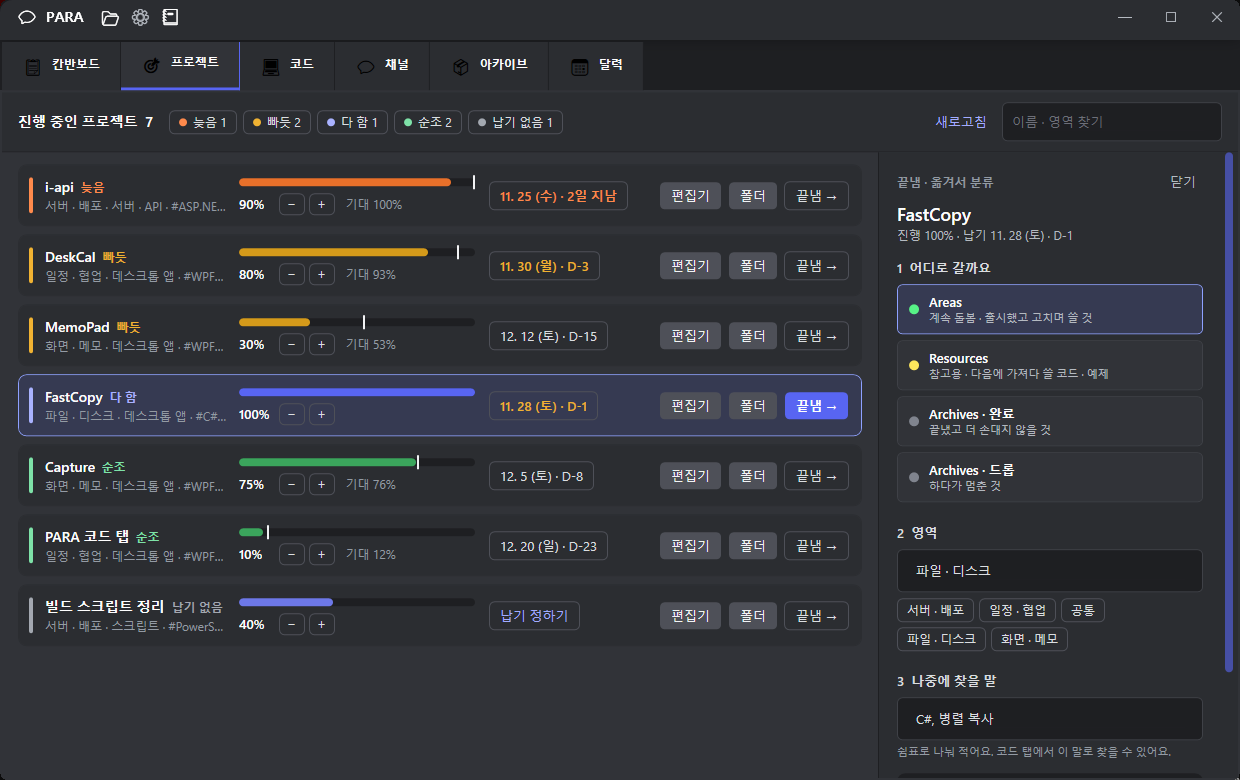 PARA
칸반보드 프로젝트 코드 채널 아카이브 달력
진행 중인 프로젝트 7 늦음 1 빠듯 2 다 함 1 순조 2 납기 없음 1 새로고침 이름 · 영역 찾기
i-api 늦음
서버 · 배포 · 서버 · API · #ASP.NE...
90% − + 기대 100%
11. 25 (수) · 2일 지남
편집기 폴더 끝냄 →
DeskCal 빠듯
일정 · 협업 · 데스크톱 앱 · #WPF...
80% − + 기대 93%
11. 30 (월) · D-3
편집기 폴더 끝냄 →
MemoPad 빠듯
화면 · 메모 · 데스크톱 앱 · #WPF...
30% − + 기대 53%
12. 12 (토) · D-15
편집기 폴더 끝냄 →
FastCopy 다 함
파일 · 디스크 · 데스크톱 앱 · #C#...
100% − +
11. 28 (토) · D-1
편집기 폴더 끝냄 →
Capture 순조
화면 · 메모 · 데스크톱 앱 · #WPF...
75% − + 기대 76%
12. 5 (토) · D-8
편집기 폴더 끝냄 →
PARA 코드 탭 순조
일정 · 협업 · 데스크톱 앱 · #WPF...
10% − + 기대 12%
12. 20 (일) · D-23
편집기 폴더 끝냄 →
빌드 스크립트 정리 납기 없음
서버 · 배포 · 스크립트 · #PowerS...
40% − +
납기 정하기
편집기 폴더 끝냄 →
끝냄 · 옮겨서 분류 닫기
FastCopy
진행 100% · 납기 11. 28 (토) · D-1
1 어디로 갈까요
Areas
계속 돌봄 · 출시했고 고치며 쓸 것
Resources
참고용 · 다음에 가져다 쓸 코드 · 예제
Archives · 완료
끝냈고 더 손대지 않을 것
Archives · 드롭
하다가 멈춘 것
2 영역
파일 · 디스크
서버 · 배포 일정 · 협업 공통
파일 · 디스크 화면 · 메모
3 나중에 찾을 말
C#, 병렬 복사
쉼표로 나눠 적어요. 코드 탭에서 이 말로 찾을 수 있어요.